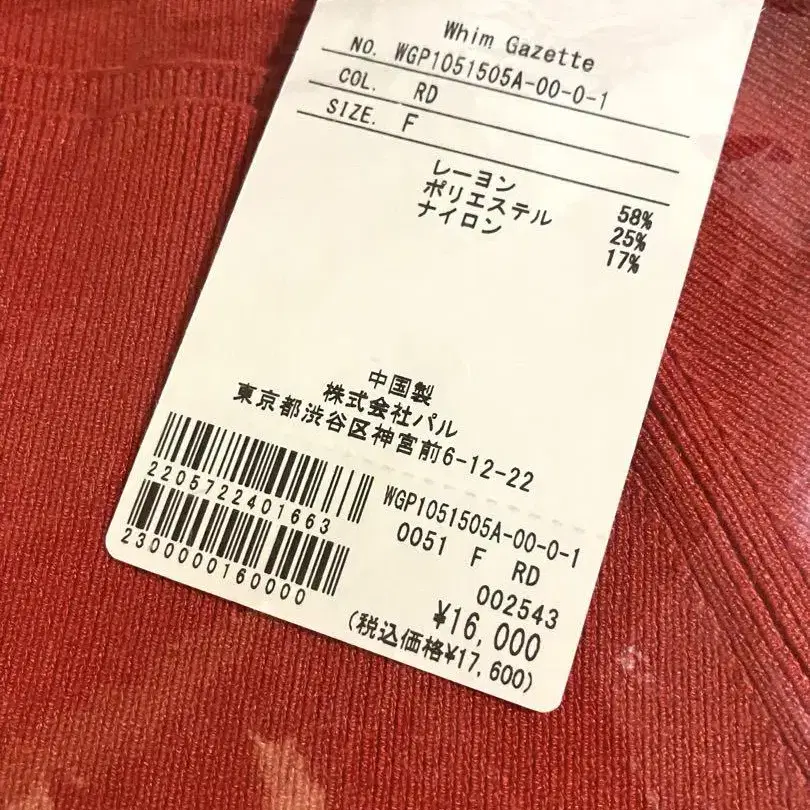 Whim Gazette
NO. WGP1051505A-00-0-1
COL. RD
SIZE. F
レーヨン 58%
ポリエステル 25%
ナイロン 17%
中国製
株式会社パル
東京都渋谷区神宮前6-12-22
2205722401663
2300000160000
WGP1051505A-00-0-1
0051 F RD
002543
¥16,000
(税込価格¥17,600)